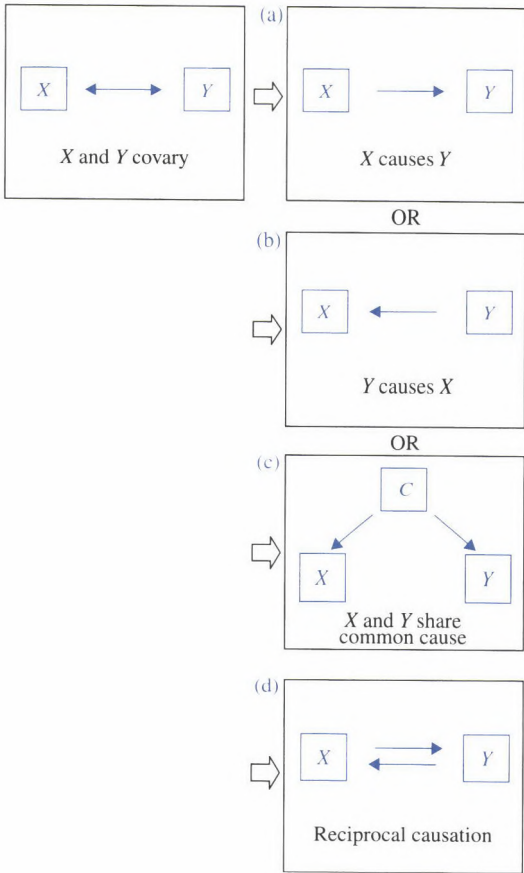 (a)
X Y
X and Y covary
X Y
X causes Y
OR
(b)
X Y
Y causes X
OR
(c)
C
X Y
X and Y share
common cause
(d)
X Y
Reciprocal causation